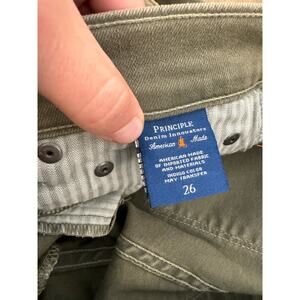 PRINCIPLE
Denim Innovators
American Made
AMERICAN MADE
OF IMPORTED FABRIC
AND MATERIALS
INDIGO COLOR
MAY TRANSFER
26